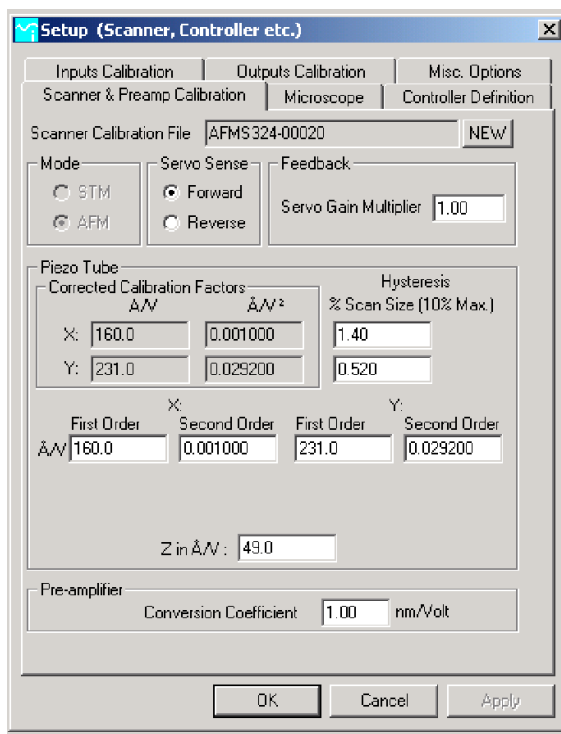 Setup (Scanner, Controller etc.)
Inputs Calibration Outputs Calibration Misc. Options
Scanner & Preamp Calibration Microscope Controller Definition
Scanner Calibration File AFMS324-00020 NEW
Mode Servo Sense Feedback
STM Forward
Servo Gain Multiplier 1.00
AFM Reverse
Piezo Tube
Corrected Calibration Factors Hysteresis
Å/V Å/V² % Scan Size (10% Max.)
X: 160.0 0.001000 1.40
Y: 231.0 0.029200 0.520
X: Y:
First Order Second Order First Order Second Order
Å/V 160.0 0.001000 231.0 0.029200
Z in Å/V : 49.0
Pre-amplifier
Conversion Coefficient 1.00 nm/Volt
OK Cancel Apply